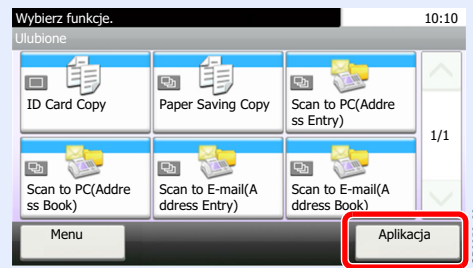 Wybierz funkcje.
10:10
Ulubione
ID Card Copy
Paper Saving Copy
Scan to PC(Addre
ss Entry)
1/1
Scan to PC(Addre
ss Book)
Scan to E-mail(A
ddress Entry)
Scan to E-mail(A
ddress Book)
Menu
Aplikacja